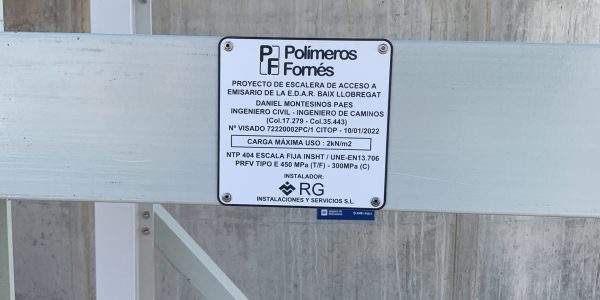 PF Polímeros
Fornés
PROYECTO DE ESCALERA DE ACCESO A
EMISARIO DE LA E.D.A.R. BAIX LLOBREGAT
DANIEL MONTESINOS PAES
INGENIERO CIVIL - INGENIERO DE CAMINOS
(Col.17.279 - Col.35.443)
Nº VISADO 72220002PC/1 CITOP - 10/01/2022
CARGA MÁXIMA USO : 2kN/m2
NTP 404 ESCALA FIJA INSHT / UNE-EN13.706
PRFV TIPO E 450 MPa (T/F) - 300MPa (C)
INSTALADOR:
RG
INSTALACIONES Y SERVICIOS S.L.